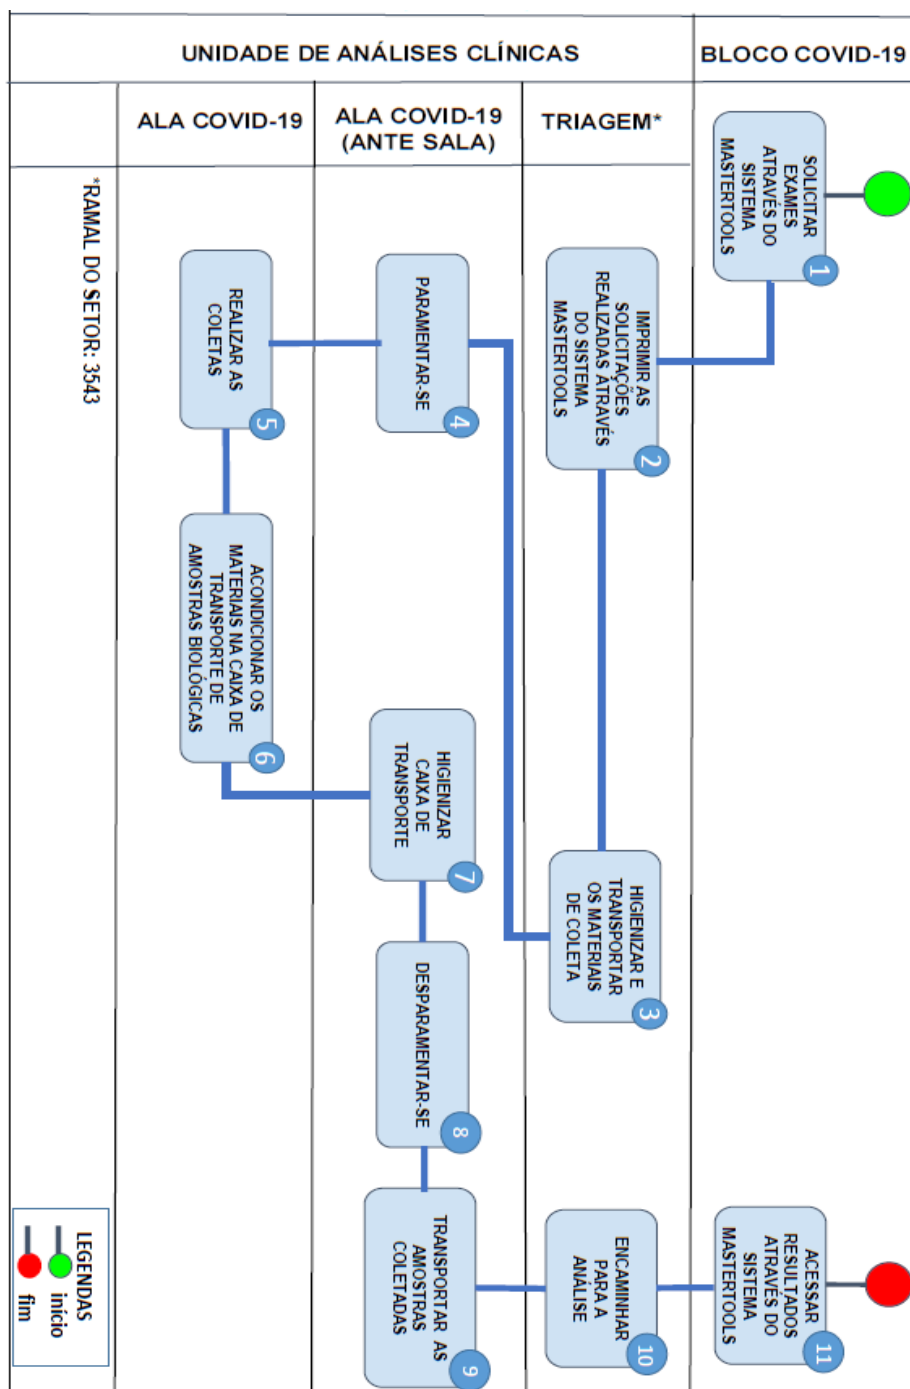 UNIDADE DE ANÁLISES CLÍNICAS
BLOCO COVID-19
ALA COVID-19
ALA COVID-19
(ANTE SALA)
TRIAGEM*
SOLICITAR
EXAMES
ATRAVÉS DO
SISTEMA
MASTERTOOLS
1
IMPRIMIR AS
SOLICITAÇÕES
REALIZADAS ATRAVÉS
DO SISTEMA
MASTERTOOLS
2
HIGIENIZAR E
TRANSPORTAR
OS MATERIAIS
DE COLETA
3
PARAMENTAR-SE
4
REALIZAR AS
COLETAS
5
ACONDICIONAR OS
MATERIAIS NA CAIXA DE
TRANSPORTE DE
AMOSTRAS BIOLÓGICAS
6
HIGIENIZAR
CAIXA DE
TRANSPORTE
7
DESPARAMENTAR-SE
8
TRANSPORTAR AS
AMOSTRAS
COLETADAS
9
ENCAMINHAR
PARA A
ANÁLISE
10
ACESSAR
RESULTADOS
ATRAVÉS DO
SISTEMA
MASTERTOOLS
11
*RAMAL DO SETOR: 3543
LEGENDAS
início
fim